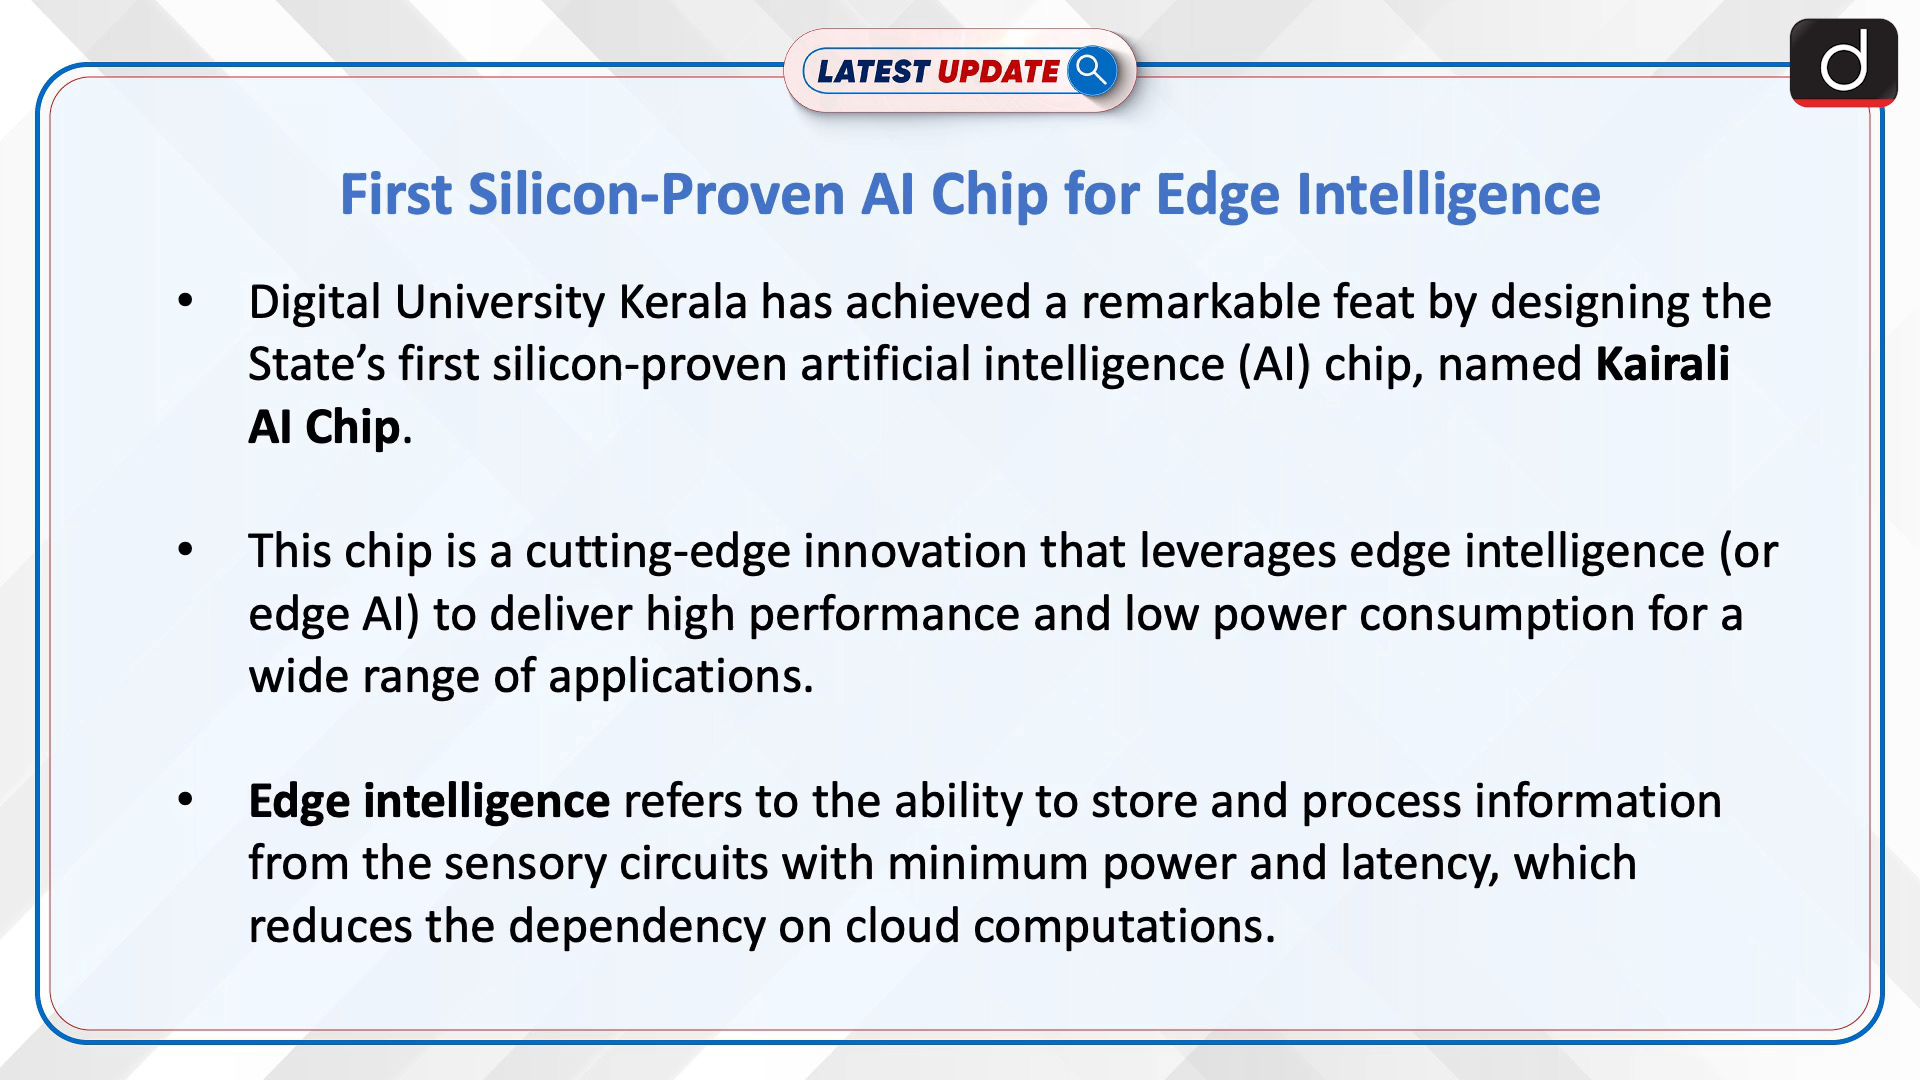 LATEST UPDATE
d
First Silicon-Proven AI Chip for Edge Intelligence
• Digital University Kerala has achieved a remarkable feat by designing the
State’s first silicon-proven artificial intelligence (AI) chip, named Kairali
AI Chip.
• This chip is a cutting-edge innovation that leverages edge intelligence (or
edge AI) to deliver high performance and low power consumption for a
wide range of applications.
• Edge intelligence refers to the ability to store and process information
from the sensory circuits with minimum power and latency, which
reduces the dependency on cloud computations.